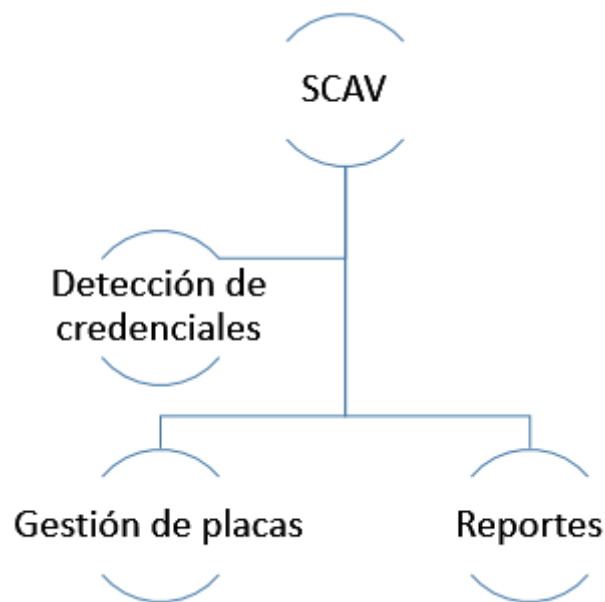 SCAV
Detección de
credenciales
Gestión de placas
Reportes